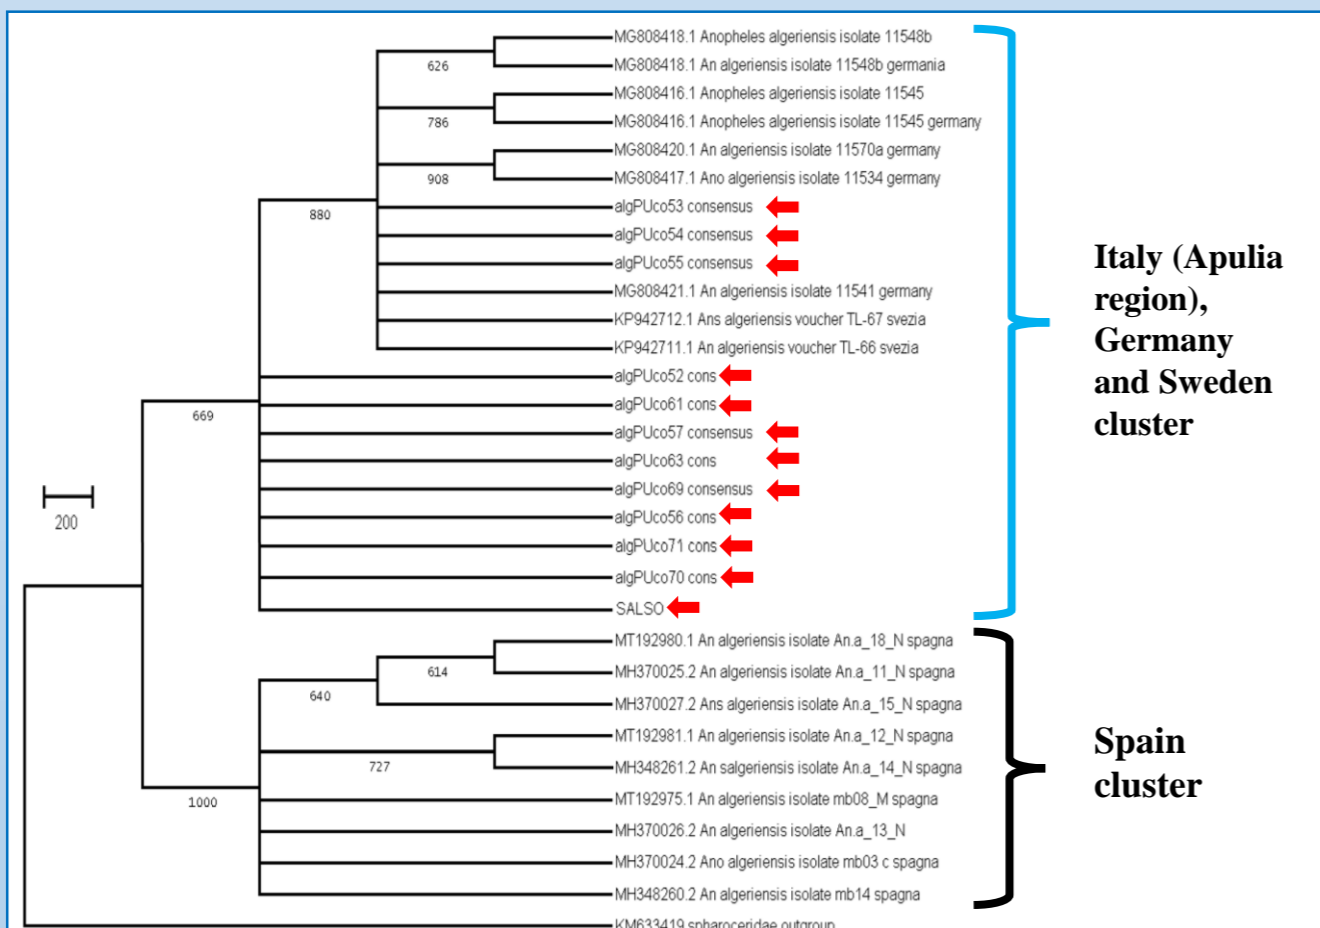 MG808418.1 Anopheles algeriensis isolate 11548b
626
MG808418.1 An algeriensis isolate 11548b germania
MG808416.1 Anopheles algeriensis isolate 11545
786
MG808416.1 Anopheles algeriensis isolate 11545 germany
MG808420.1 An algeriensis isolate 11570a germany
908
MG808417.1 Ano algeriensis isolate 11534 germany
880
algPUco53 consensus
algPUco54 consensus
algPUco55 consensus
MG808421.1 An algeriensis isolate 11541 germany
KP942712.1 Ans algeriensis voucher TL-67 svezia
KP942711.1 An algeriensis voucher TL-66 svezia
algPUco52 cons
669
algPUco61 cons
algPUco57 consensus
algPUco63 cons
algPUco69 consensus
200
algPUco56 cons
algPUco71 cons
algPUco70 cons
SALSO
Italy (Apulia
region),
Germany
and Sweden
cluster
MT192980.1 An algeriensis isolate An.a_18_N spagna
614
MH370025.2 An algeriensis isolate An.a_11_N spagna
640
MH370027.2 Ans algeriensis isolate An.a_15_N spagna
MT192981.1 An algeriensis isolate An.a_12_N spagna
727
MH348261.2 An salgeriensis isolate An.a_14_N spagna
1000
MT192975.1 An algeriensis isolate mb08_M spagna
MH370026.2 An algeriensis isolate An.a_13_N
MH370024.2 Ano algeriensis isolate mb03 c spagna
MH348260.2 An algeriensis isolate mb14 spagna
Spain
cluster
KM633419 spharoceridae outgroup